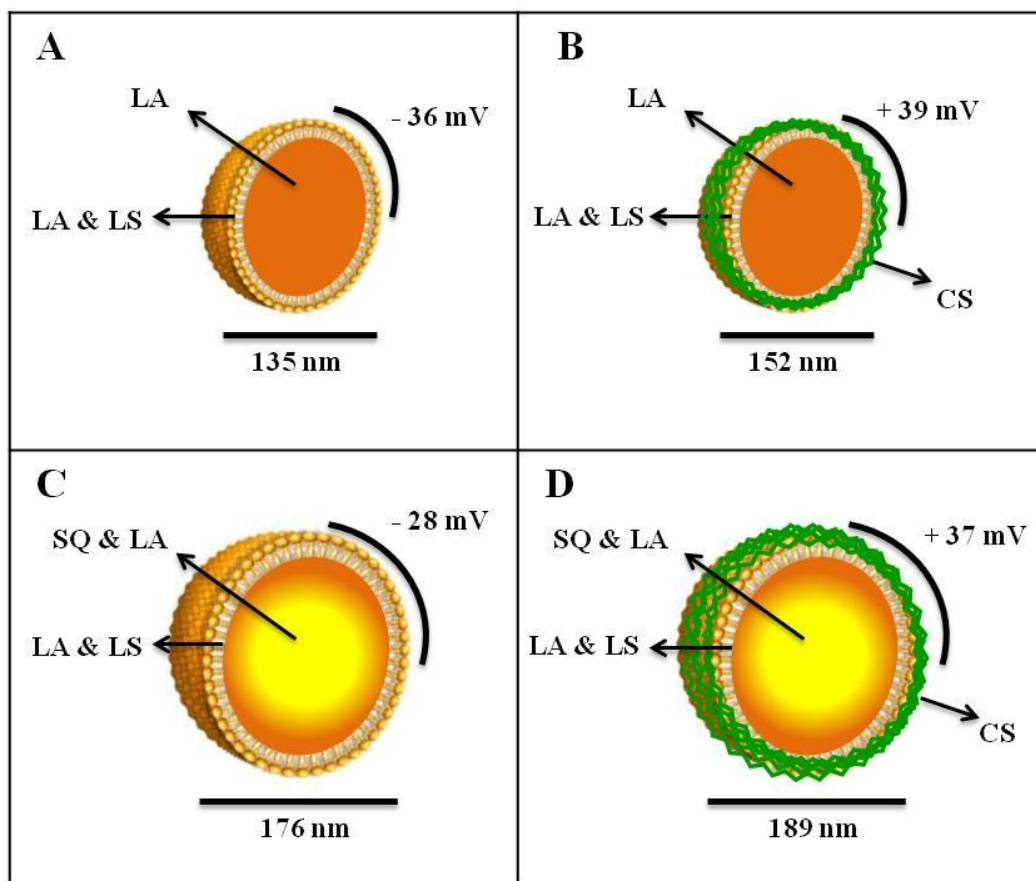 A
LA
- 36 mV
LA & LS
135 nm
B
LA
+ 39 mV
LA & LS
CS
152 nm
C
SQ & LA
- 28 mV
LA & LS
176 nm
D
SQ & LA
+ 37 mV
LA & LS
CS
189 nm